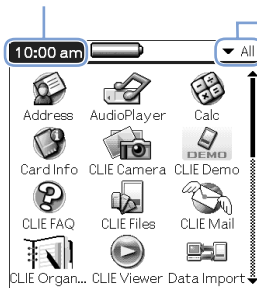 10:00 am All
Address AudioPlayer Calc
DEMO
Card Info CLIE Camera CLIE Demo
CLIE FAQ CLIE Files CLIE Mail
CLIE Organ... CLIE Viewer Data Import